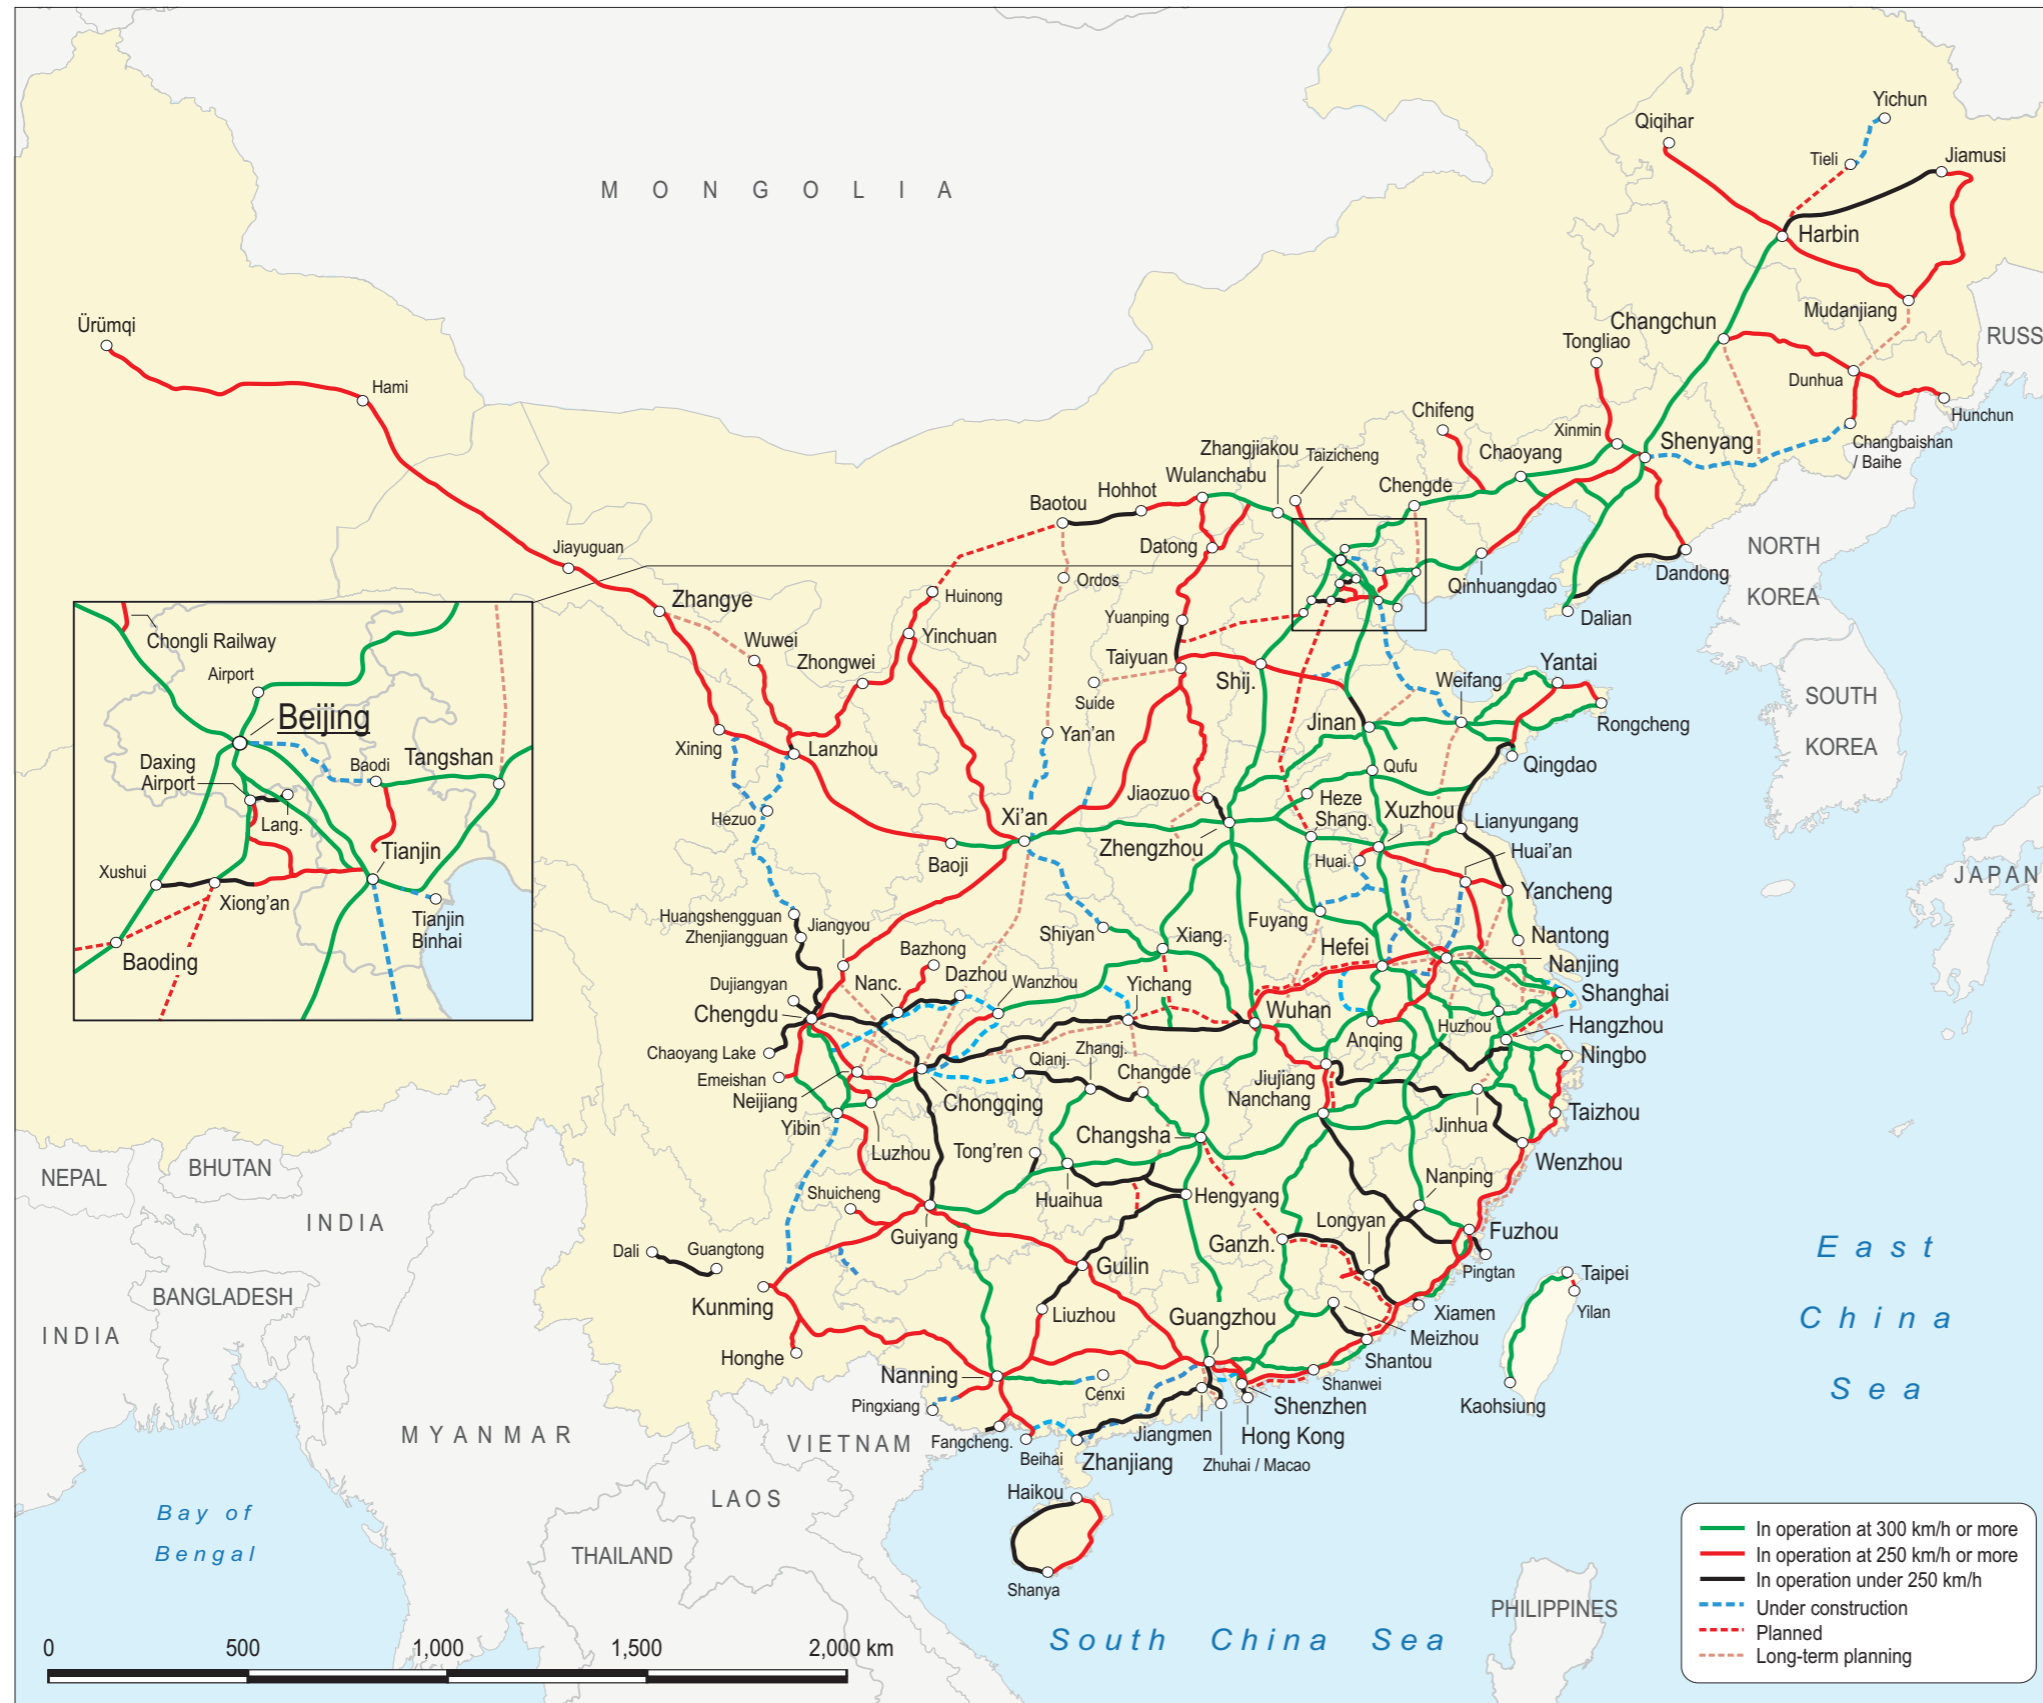 Yichun
Qiqihar
Tieli
Jiamusi
MONGOLIA
Harbin
Mudanjiang
Changchun
RUSS
Ürümqi
Tongliao
Dunhua
Hami
Hunchun
Chifeng
Xinmin
Shenyang
Changbaishan
/ Baihe
Zhangjiakou
Taizicheng
Chaoyang
Wulanchabu
Chengde
Hohhot
Baotou
Datong
Jiayuguan
NORTH
KOREA
Dandong
Qinhuangdao
Ordos
Zhangye
Huinong
Dalian
Yuanping
Wuwei
Yinchuan
Zhongwei
Taiyuan
Yantai
Shij.
Weifang
Suide
SOUTH
KOREA
Rongcheng
Jinan
Xining
Lanzhou
Yan'an
Qingdao
Qufu
Jiaozuo
Heze
Shang.
Xuzhou
Hezuo
Xi'an
Lianyungang
Zhengzhou
Huai.
Huai'an
Baoji
JAPAN
Yancheng
Huangshengguan
Zhenjiangguan
Jiangyou
Fuyang
Shiyan
Xiang.
Nantong
Bazhong
Hefei
Nanjing
Dazhou
Wanzhou
Nanc.
Yichang
Dujiangyan
Shanghai
Chengdu
Wuhan
Huzhou
Hangzhou
Anqing
Chaoyang Lake
Qianj.
Zhangj.
Ningbo
Emeishan
Changde
Jiujiang
Nanchang
Neijiang
Chongqing
Taizhou
Yibin
Jinhua
Changsha
Luzhou
Tong'ren
Wenzhou
Nanping
Shuicheng
Huaihua
Hengyang
Longyan
Guiyang
Ganzh.
Fuzhou
Dali
Guangtong
Guilin
Pingtan
Taipei
Kunming
Yilan
Liuzhou
Guangzhou
Xiamen
Meizhou
Honghe
Shantou
Nanning
Cenxi
Shanwei
Pingxiang
Shenzhen
Kaohsiung
Fangcheng.
Jiangmen
Hong Kong
Beihai
Zhanjiang
Zhuhai / Macao
Haikou
Shanya
NEPAL
BHUTAN
INDIA
BANGLADESH
INDIA
MYANMAR
VIETNAM
LAOS
THAILAND
PHILIPPINES
East
China
Sea
Bay of
Bengal
South China Sea
Chongli Railway
Airport
Beijing
Daxing
Airport
Baodi
Tangshan
Lang.
Tianjin
Xushui
Xiong'an
Tianjin
Binhai
Baoding
0 500 1,000 1,500 2,000 km
In operation at 300 km/h or more
In operation at 250 km/h or more
In operation under 250 km/h
Under construction
Planned
Long-term planning